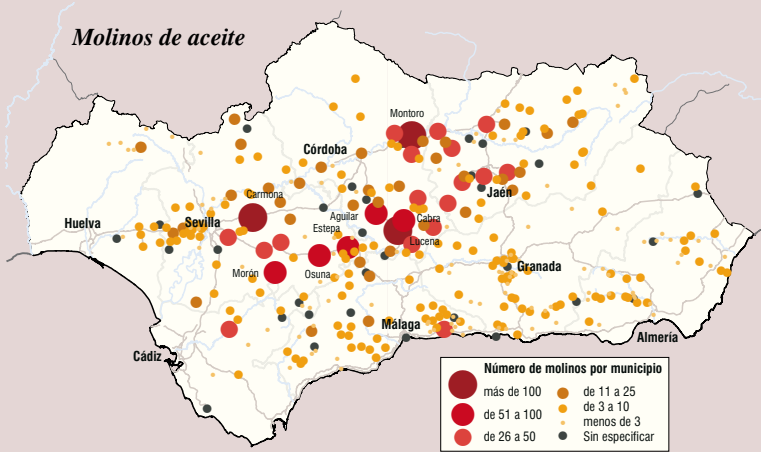 Molinos de aceite
Montoro
Córdoba
Jaén
Carmona
Huelva
Sevilla
Aguilar
Cabra
Estepa
Lucena
Morón
Osuna
Granada
Málaga
Almería
Cádiz
Número de molinos por municipio
más de 100
de 51 a 100
de 26 a 50
de 11 a 25
de 3 a 10
menos de 3
Sin especificar